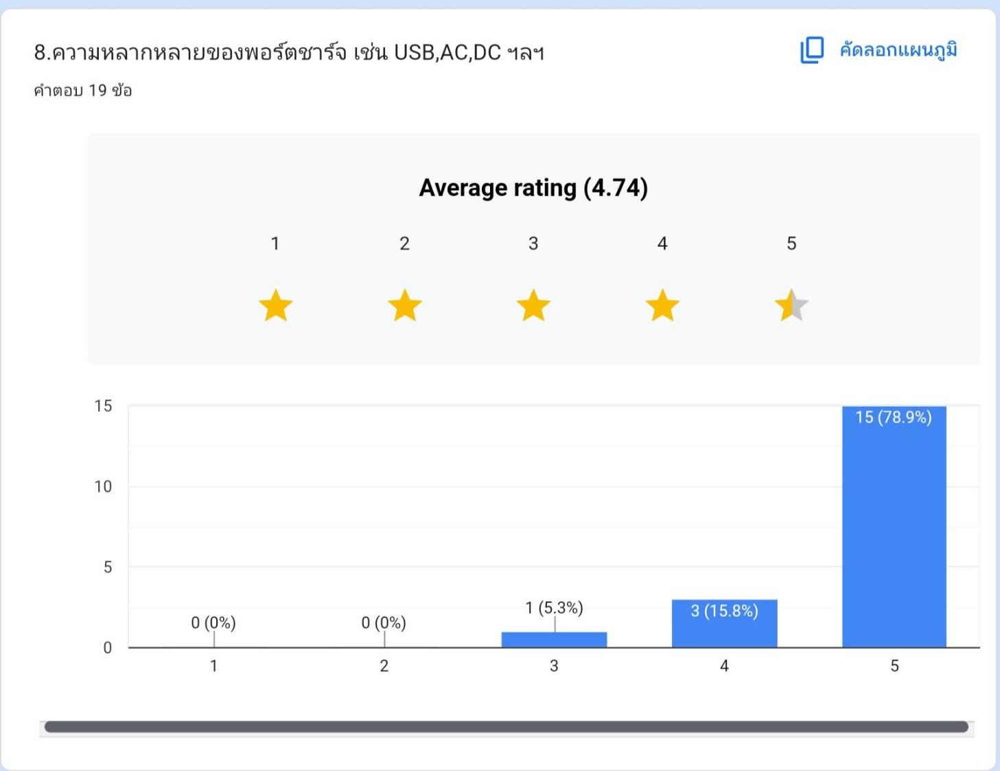 8.ความหลากหลายของพอร์ตชาร์จ เช่น USB,AC,DC ฯลฯ
คัดลอกแผนภูมิ
คำตอบ 19 ข้อ
Average rating (4.74)
1 2 3 4 5
15
15 (78.9%)
10
5
1 (5.3%)
3 (15.8%)
0 (0%)
0 (0%)
0
1 2 3 4 5